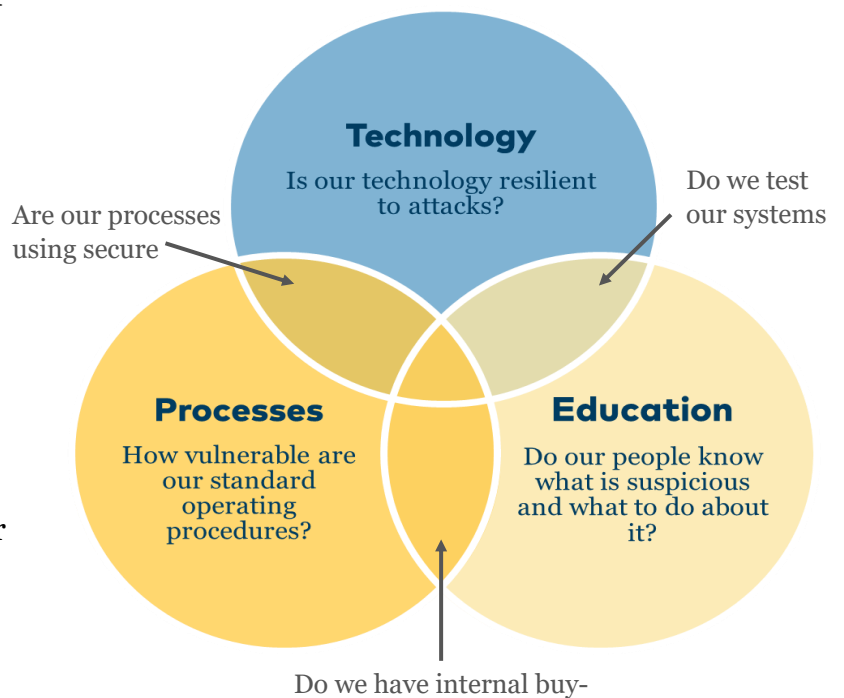 Technology
Is our technology resilient
to attacks?
Do we test
our systems
Are our processes
using secure
Processes
How vulnerable are
our standard
operating
procedures?
Education
Do our people know
what is suspicious
and what to do about
it?
r
Do we have internal buy-